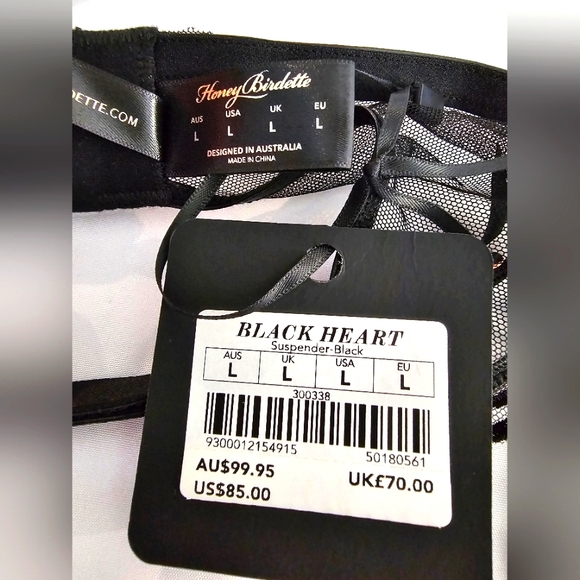 DETTE.COM
Honey Birdette
AUS USA UK EU
L L L L
DESIGNED IN AUSTRALIA
MADE IN CHINA
BLACK HEART
Suspender-Black
AUS UK USA EU
L L L L
300338
9300012154915 50180561
AU$99.95 UK£70.00
US$85.00